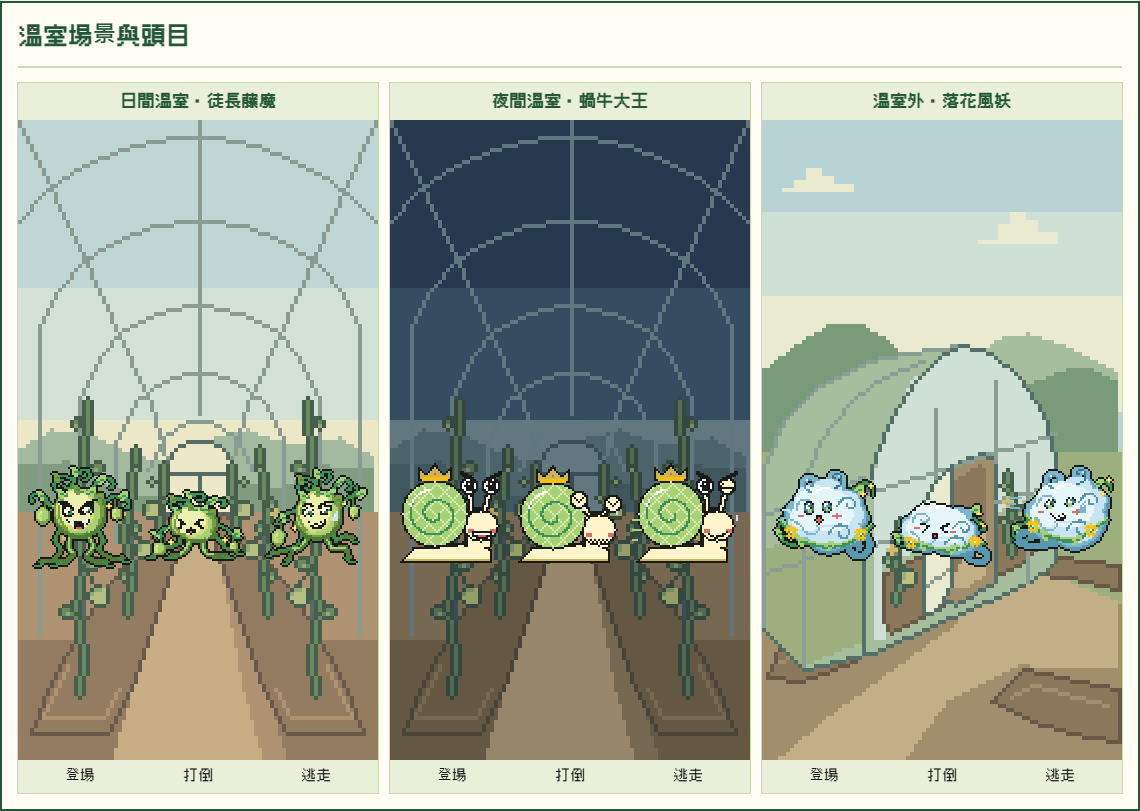 溫室場景與頭目
日間溫室・徒長藤魔
夜間溫室・蝸牛大王
溫室外・落花風妖
登場 打倒 逃走
登場 打倒 逃走
登場 打倒 逃走